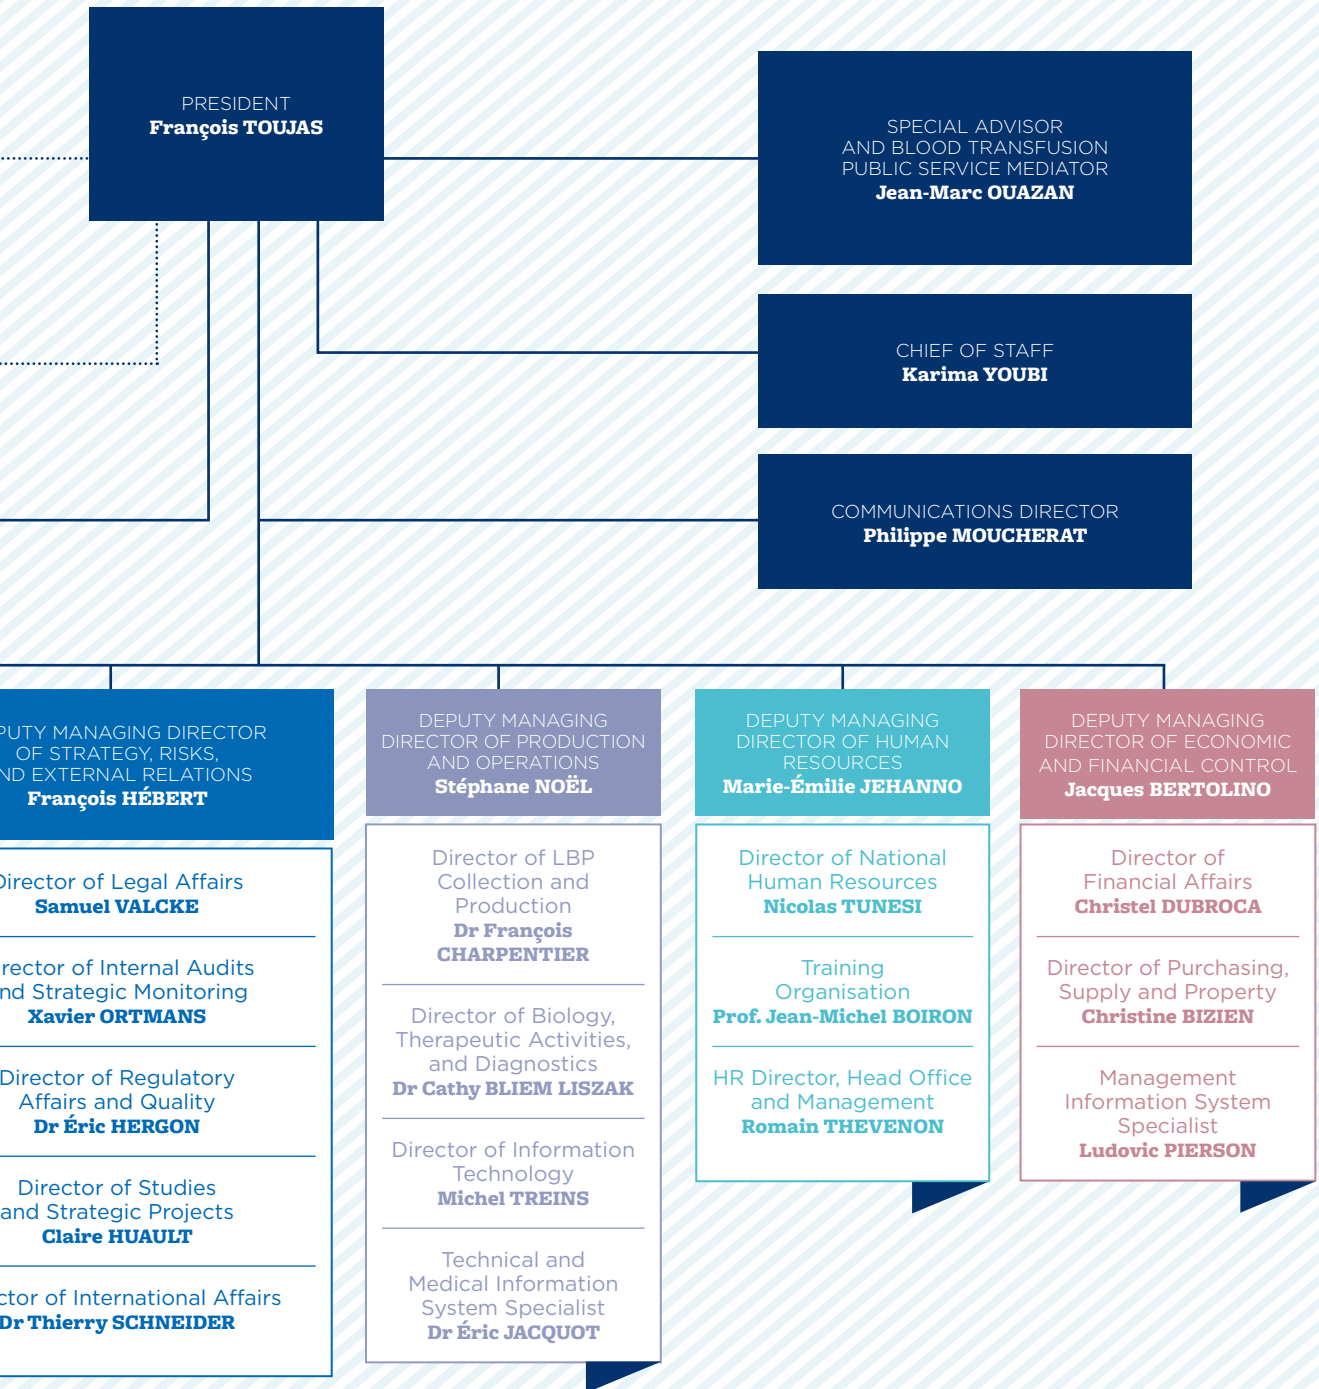 PRESIDENT
François TOUJAS
SPECIAL ADVISOR
AND BLOOD TRANSFUSION
PUBLIC SERVICE MEDIATOR
Jean-Marc OUAZAN
CHIEF OF STAFF
Karima YOUBI
COMMUNICATIONS DIRECTOR
Philippe MOUCHERAT
PUTY MANAGING DIRECTOR
OF STRATEGY, RISKS,
ND EXTERNAL RELATIONS
François HÉBERT
Director of Legal Affairs
Samuel VALCKE
rector of Internal Audits
nd Strategic Monitoring
Xavier ORTMANS
Director of Regulatory
Affairs and Quality
Dr Éric HERGON
Director of Studies
and Strategic Projects
Claire HUAULT
ctor of International Affairs
Dr Thierry SCHNEIDER
DEPUTY MANAGING
DIRECTOR OF PRODUCTION
AND OPERATIONS
Stéphane NOËL
Director of LBP
Collection and
Production
Dr François
CHARPENTIER
Director of Biology,
Therapeutic Activities,
and Diagnostics
Dr Cathy BLIEM LISZAK
Director of Information
Technology
Michel TREINS
Technical and
Medical Information
System Specialist
Dr Éric JACQUOT
DEPUTY MANAGING
DIRECTOR OF HUMAN
RESOURCES
Marie-Émilie JEHANNO
Director of National
Human Resources
Nicolas TUNESI
Training
Organisation
Prof. Jean-Michel BOIRON
HR Director, Head Office
and Management
Romain THEVENON
DEPUTY MANAGING
DIRECTOR OF ECONOMIC
AND FINANCIAL CONTROL
Jacques BERTOLINO
Director of
Financial Affairs
Christel DUBROCA
Director of Purchasing,
Supply and Property
Christine BIZIEN
Management
Information System
Specialist
Ludovic PIERSON